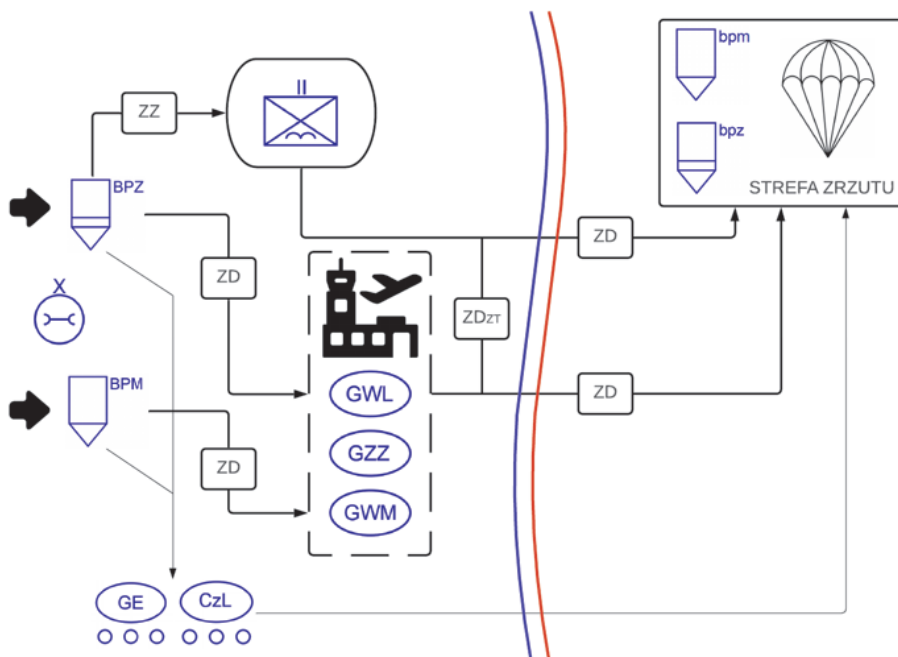 bpm
ZZ
II
bpz
STREFA ZRZUTU
BPZ
ZD
ZD
X
ZDZT
BPM
GWL
ZD
GZZ
ZD
GWM
GE
CzL